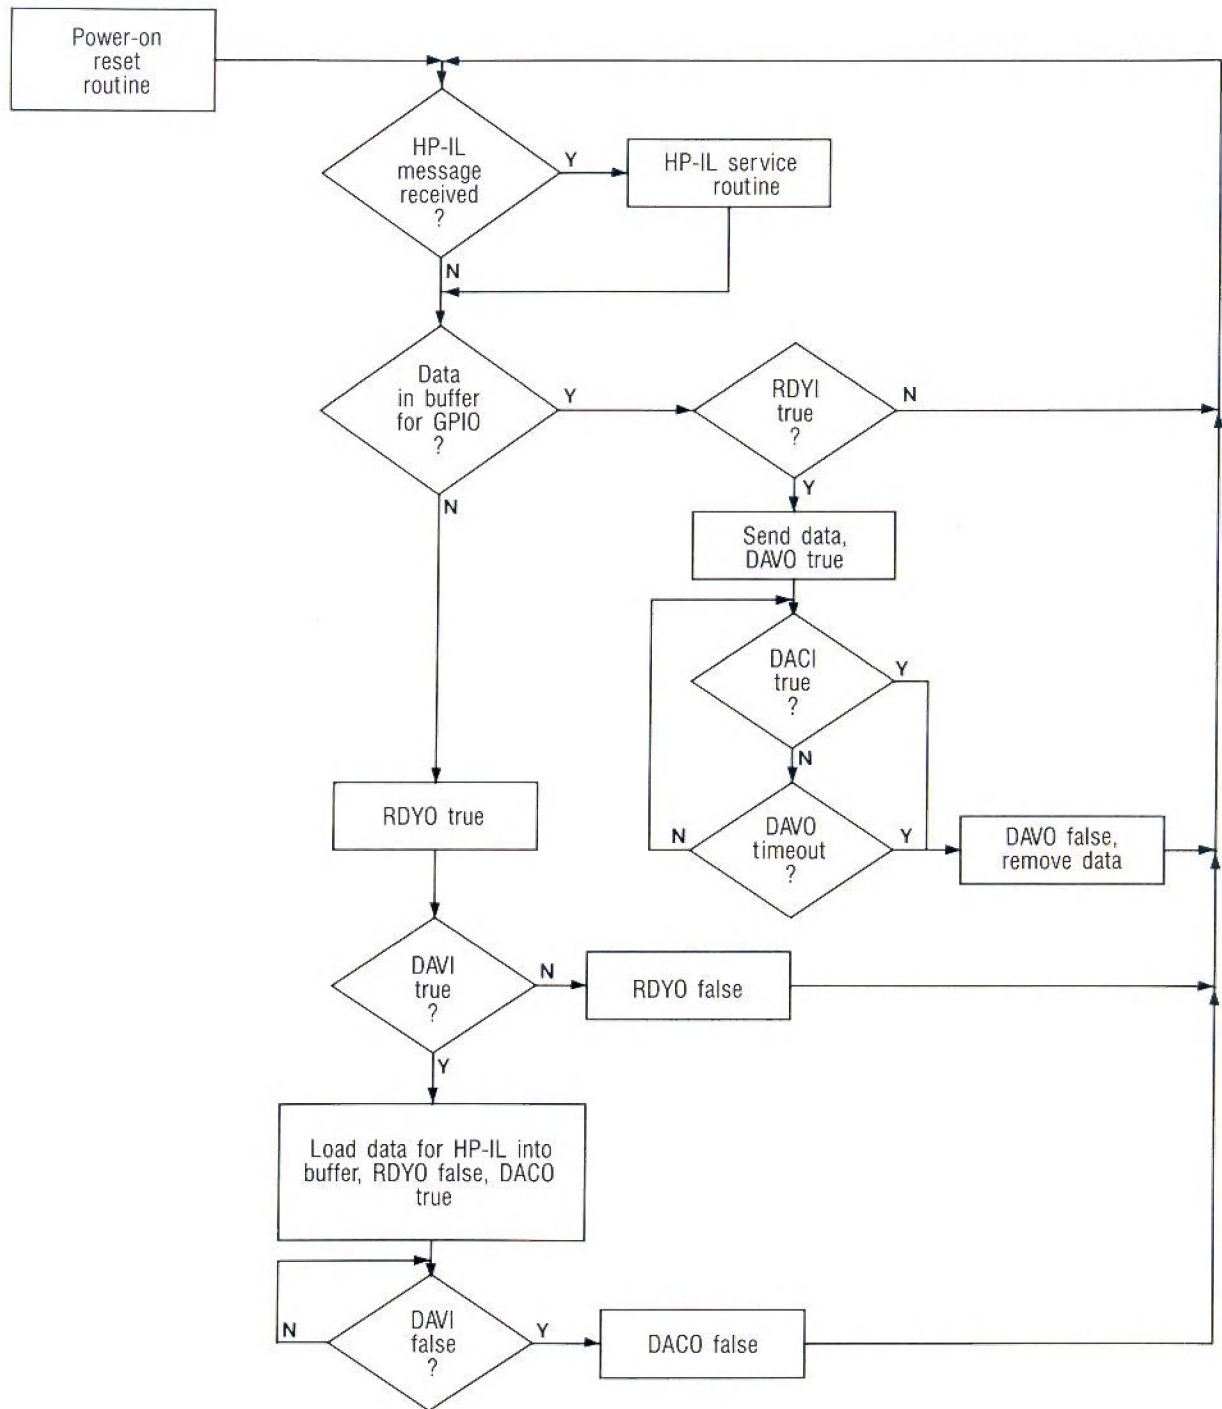 Power-on
reset
routine
HP-IL
message
received
?
Y
HP-IL service
routine
N
Data
in buffer
for GPIO
?
Y
RDYI
true
?
N
N
Y
Send data,
DAVO true
DACI
true
?
Y
N
RDYO true
DAVO
timeout
?
N
Y
DAVO false,
remove data
DAVI
true
?
N
RDYO false
Y
Load data for HP-IL into
buffer, RDYO false, DACO
true
DAVI
false
?
N
Y
DACO false